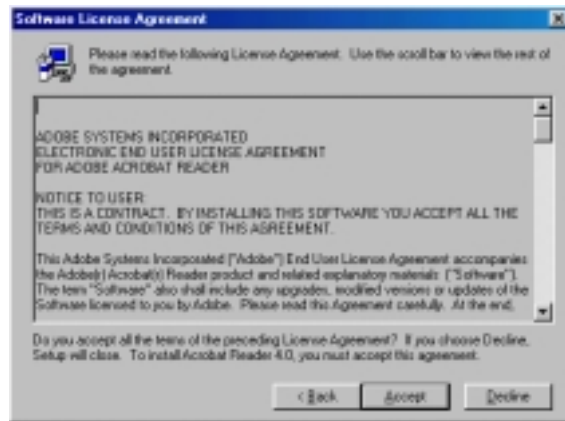 Software License Agreement
Please read the following License Agreement. Use the scroll bar to view the rest of
the agreement.
ADOBE SYSTEMS INCORPORATED
ELECTRONIC END USER LICENSE AGREEMENT
FOR ADOBE ACROBAT READER
NOTICE TO USER:
THIS IS A CONTRACT. BY INSTALLING THIS SOFTWARE YOU ACCEPT ALL THE
TERMS AND CONDITIONS OF THIS AGREEMENT.
This Adobe Systems Incorporated ("Adobe") End User License Agreement accompanies
the Adobe(r) Acrobat(r) Reader product and related explanatory materials ("Software").
The term "Software" also shall include any upgrades, modified versions or updates of the
Software licensed to you by Adobe. Please read this Agreement carefully. At the end,
Do you accept all the terms of the preceding License Agreement? If you choose Decline,
Setup will close. To install Acrobat Reader 4.0, you must accept this agreement.
< Back Accept Decline